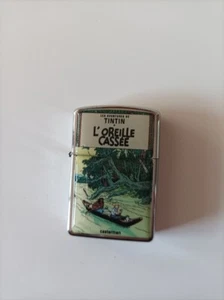 LES AVENTURES DE
TINTIN
L'OREILLE
CASSÉE
casterman